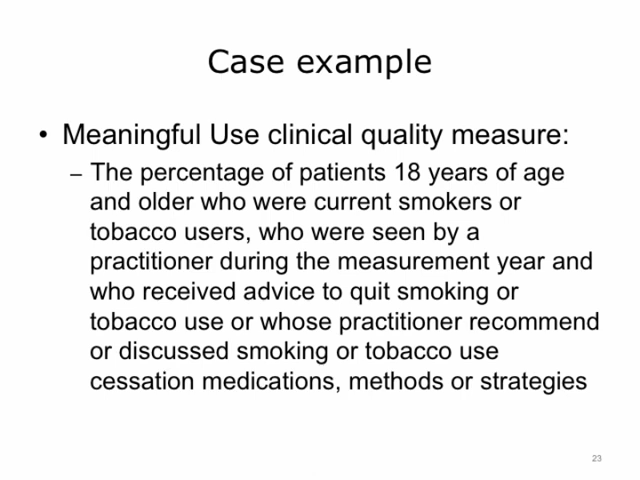 Case example
• Meaningful Use clinical quality measure:
– The percentage of patients 18 years of age
and older who were current smokers or
tobacco users, who were seen by a
practitioner during the measurement year and
who received advice to quit smoking or
tobacco use or whose practitioner recommend
or discussed smoking or tobacco use
cessation medications, methods or strategies
23